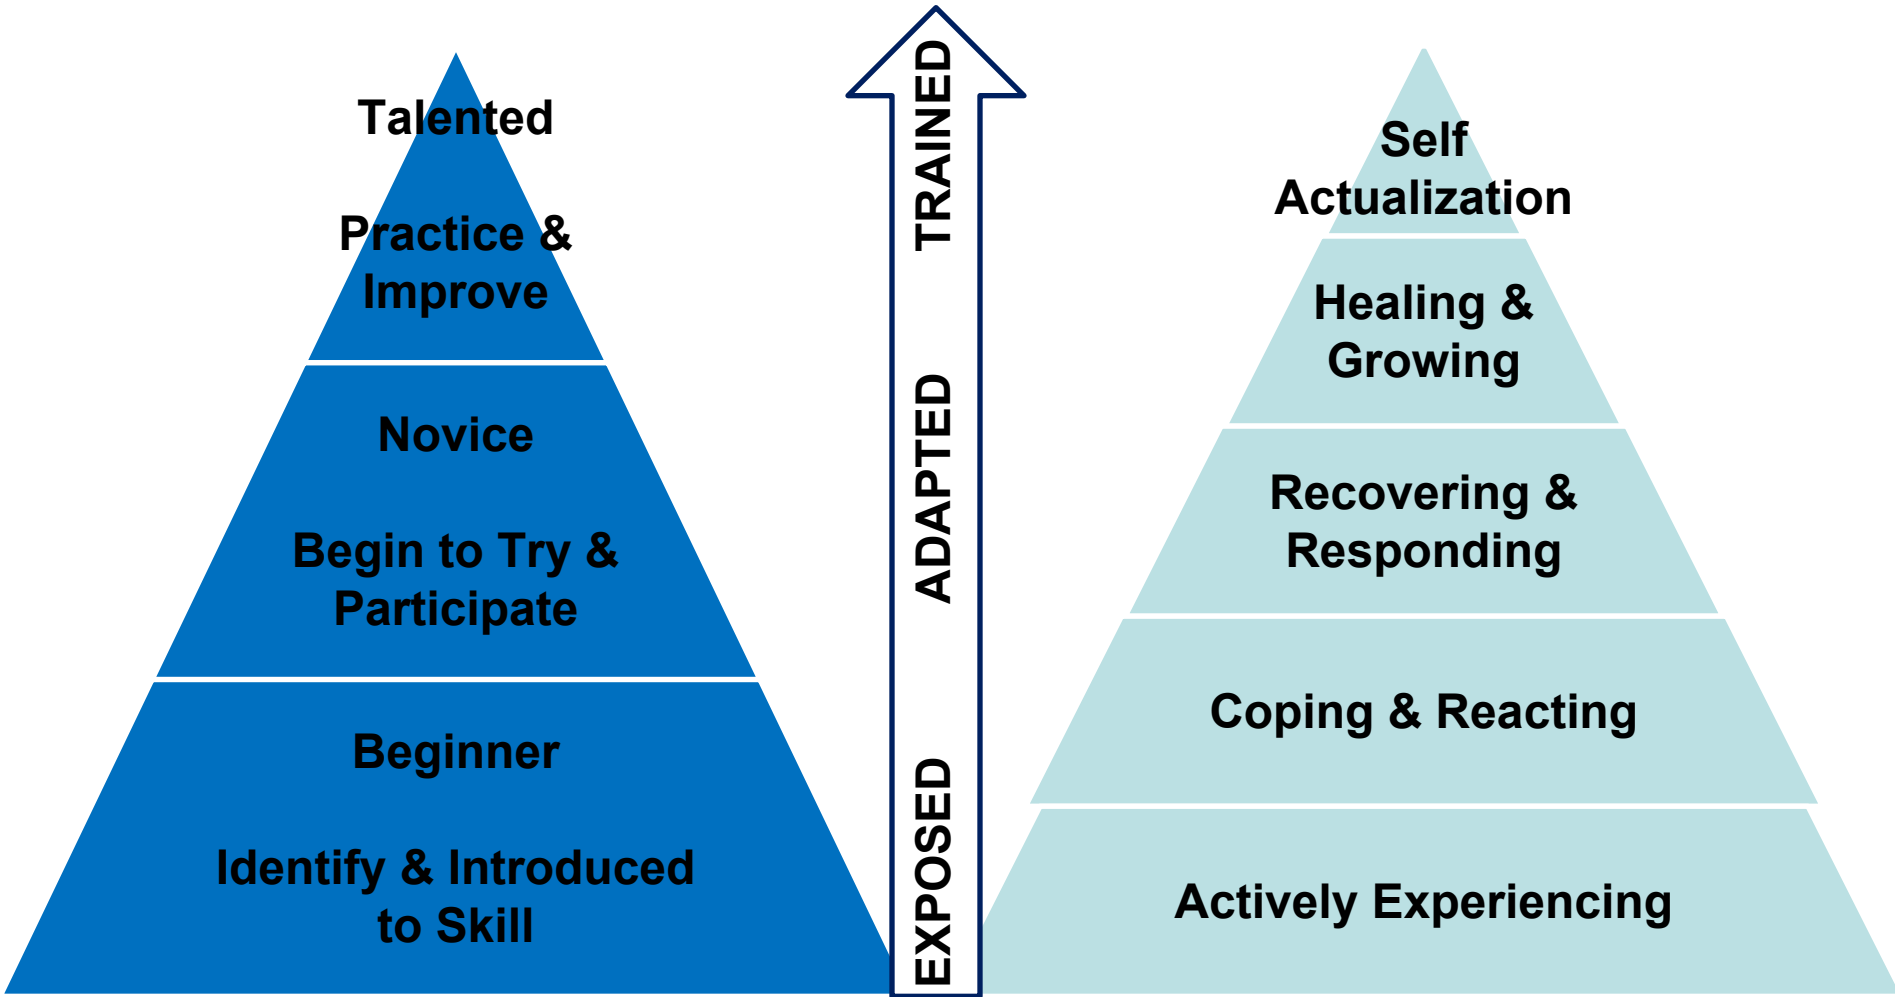 Talented
Practice &
Improve
Novice
Begin to Try &
Participate
Beginner
Identify & Introduced
to Skill
TRAINED
ADAPTED
EXPOSED
Self
Actualization
Healing &
Growing
Recovering &
Responding
Coping & Reacting
Actively Experiencing